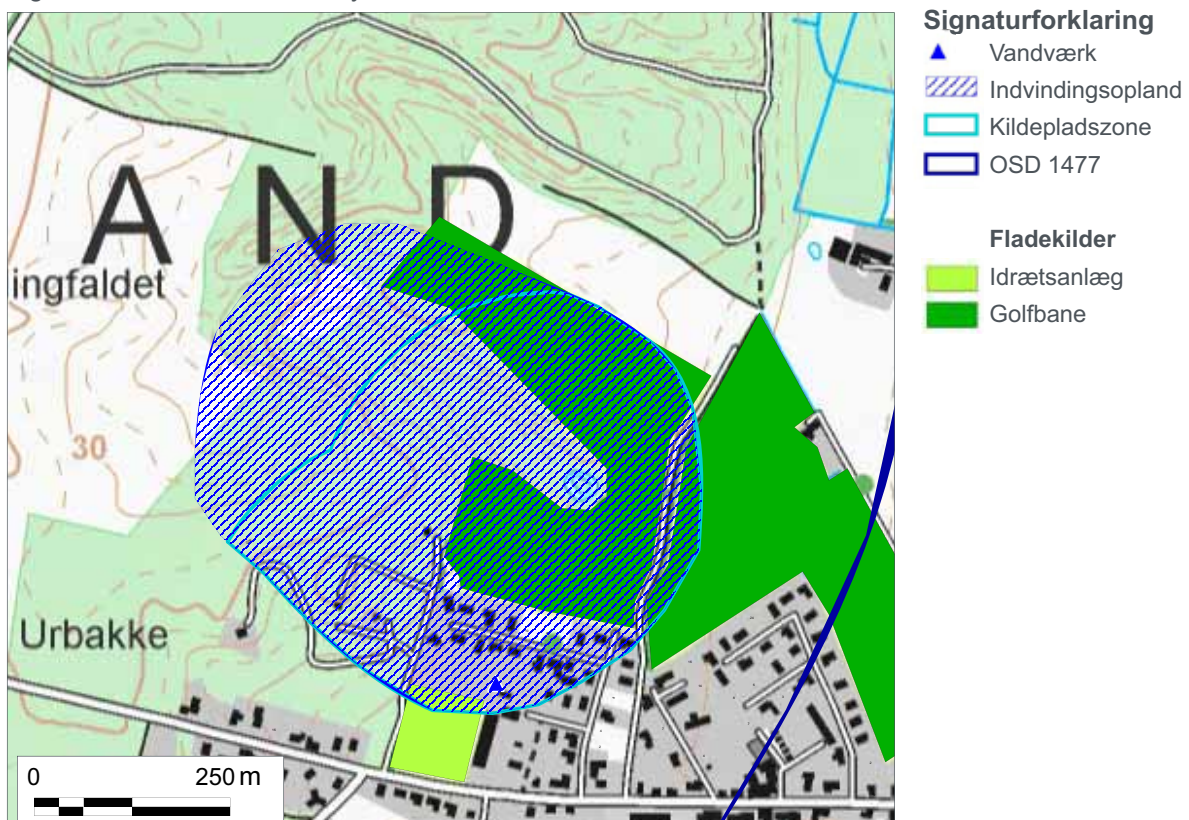 A N D
ingfaldet
30
Urbakke
0 250 m
Signaturforklaring
Vandværk
Indvindingsopland
Kildepladszone
OSD 1477
Fladekilder
Idrætsanlæg
Golfbane